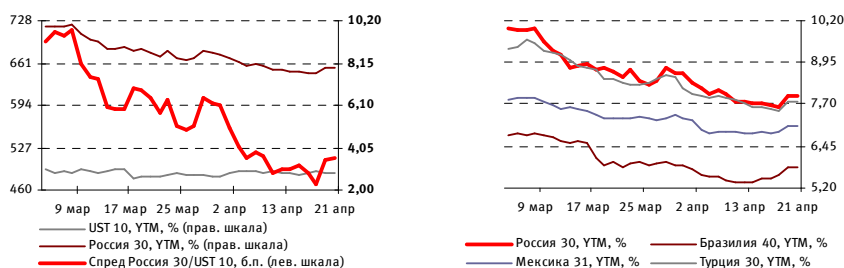 728
661
594
527
460
10,20
8,15
6,10
4,05
2,00
9 мар 17 мар 25 мар 2 апр 13 апр 21 апр
UST 10, YTM, % (прав. шкала)
Россия 30, YTM, % (прав. шкала)
Спред Россия 30/UST 10, б.п. (лев. шкала)
10,20
8,95
7,70
6,45
5,20
9 мар 17 мар 25 мар 2 апр 13 апр 21 апр
Россия 30, YTM, % Бразилия 40, YTM, %
Мексика 31, YTM, % Турция 30, YTM, %